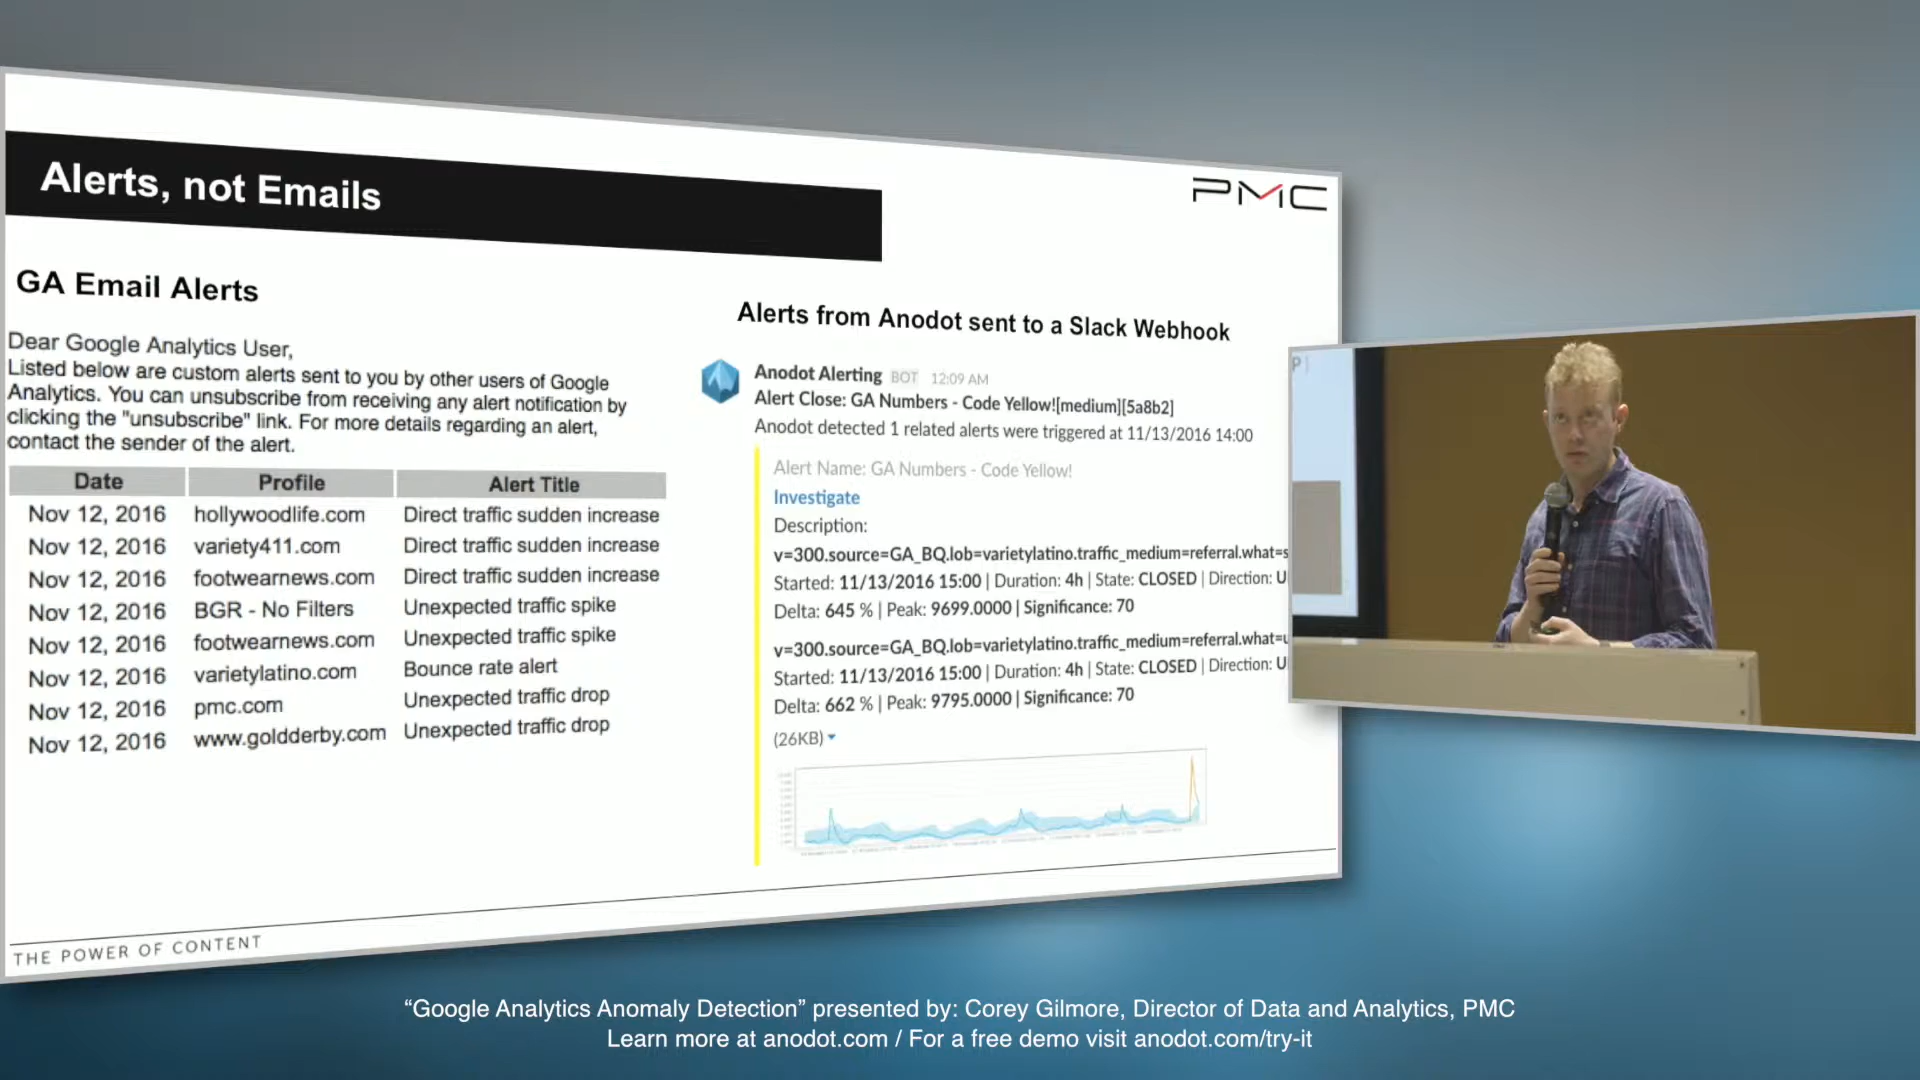 Alerts, not Emails
PMC
GA Email Alerts
Dear Google Analytics User,
Listed below are custom alerts sent to you by other users of Google
Analytics. You can unsubscribe from receiving any alert notification by
clicking the "unsubscribe" link. For more details regarding an alert,
contact the sender of the alert.
Date Profile Alert Title
Nov 12, 2016 hollywoodlife.com Direct traffic sudden increase
Nov 12, 2016 variety411.com Direct traffic sudden increase
Nov 12, 2016 footwearnews.com Direct traffic sudden increase
Nov 12, 2016 BGR - No Filters Unexpected traffic spike
Nov 12, 2016 footwearnews.com Unexpected traffic spike
Nov 12, 2016 varietylatino.com Bounce rate alert
Nov 12, 2016 pmc.com Unexpected traffic drop
Nov 12, 2016 www.goldderby.com Unexpected traffic drop
Alerts from Anodot sent to a Slack Webhook
Anodot Alerting BOT 12:09 AM
Alert Close: GA Numbers - Code Yellow![medium][5a8b2]
Anodot detected 1 related alerts were triggered at 11/13/2016 14:00
Alert Name: GA Numbers - Code Yellow!
Investigate
Description:
v=300.source=GA_BQ.lob=varietylatino.traffic_medium=referral.what=s
Started: 11/13/2016 15:00 | Duration: 4h | State: CLOSED | Direction: U
Delta: 645 % | Peak: 9699.0000 | Significance: 70
v=300.source=GA_BQ.lob=varietylatino.traffic_medium=referral.what=u
Started: 11/13/2016 15:00 | Duration: 4h | State: CLOSED | Direction: U
Delta: 662 % | Peak: 9795.0000 | Significance: 70
(26KB)
THE POWER OF CONTENT
“Google Analytics Anomaly Detection” presented by: Corey Gilmore, Director of Data and Analytics, PMC
Learn more at anodot.com / For a free demo visit anodot.com/try-it